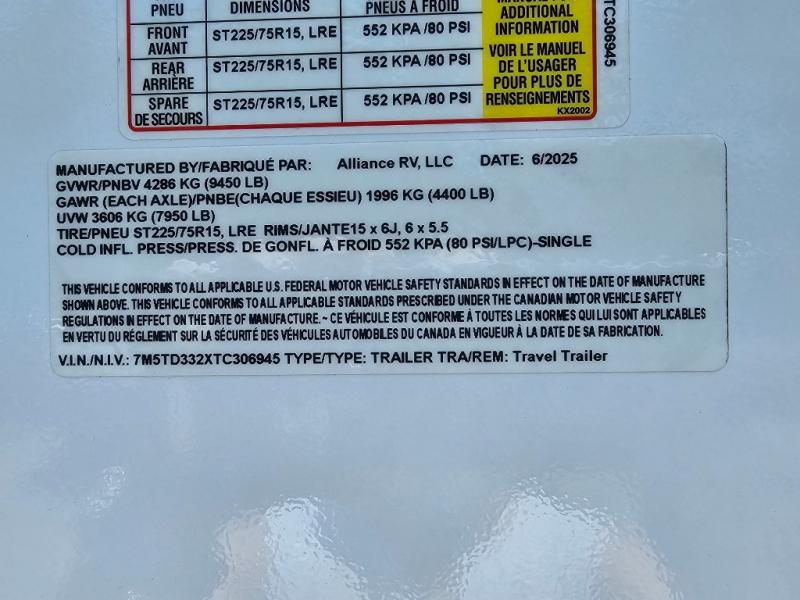 PNEU DIMENSIONS PNEUS À FROID
FRONT AVANT ST225/75R15, LRE 552 KPA /80 PSI
REAR ARRIÈRE ST225/75R15, LRE 552 KPA /80 PSI
SPARE DE SECOURS ST225/75R15, LRE 552 KPA /80 PSI
ADDITIONAL
INFORMATION
VOIR LE MANUEL
DE L'USAGER
POUR PLUS DE
RENSEIGNEMENTS
KX2002
TC306945
MANUFACTURED BY/FABRIQUÉ PAR: Alliance RV, LLC DATE: 6/2025
GVWR/PNBV 4286 KG (9450 LB)
GAWR (EACH AXLE)/PNBE(CHAQUE ESSIEU) 1996 KG (4400 LB)
UVW 3606 KG (7950 LB)
TIRE/PNEU ST225/75R15, LRE RIMS/JANTE15 x 6J, 6 x 5.5
COLD INFL. PRESS/PRESS. DE GONFL. À FROID 552 KPA (80 PSI/LPC)-SINGLE
THIS VEHICLE CONFORMS TO ALL APPLICABLE U.S. FEDERAL MOTOR VEHICLE SAFETY STANDARDS IN EFFECT ON THE DATE OF MANUFACTURE
SHOWN ABOVE. THIS VEHICLE CONFORMS TO ALL APPLICABLE STANDARDS PRESCRIBED UNDER THE CANADIAN MOTOR VEHICLE SAFETY
REGULATIONS IN EFFECT ON THE DATE OF MANUFACTURE. ~ CE VÉHICULE EST CONFORME À TOUTES LES NORMES QUI LUI SONT APPLICABLES
EN VERTU DU RÉGLEMENT SUR LA SÉCURITÉ DES VÉHICULES AUTOMOBILES DU CANADA EN VIGUEUR À LA DATE DE SA FABRICATION.
V.I.N./N.I.V.: 7M5TD332XTC306945 TYPE/TYPE: TRAILER TRA/REM: Travel Trailer